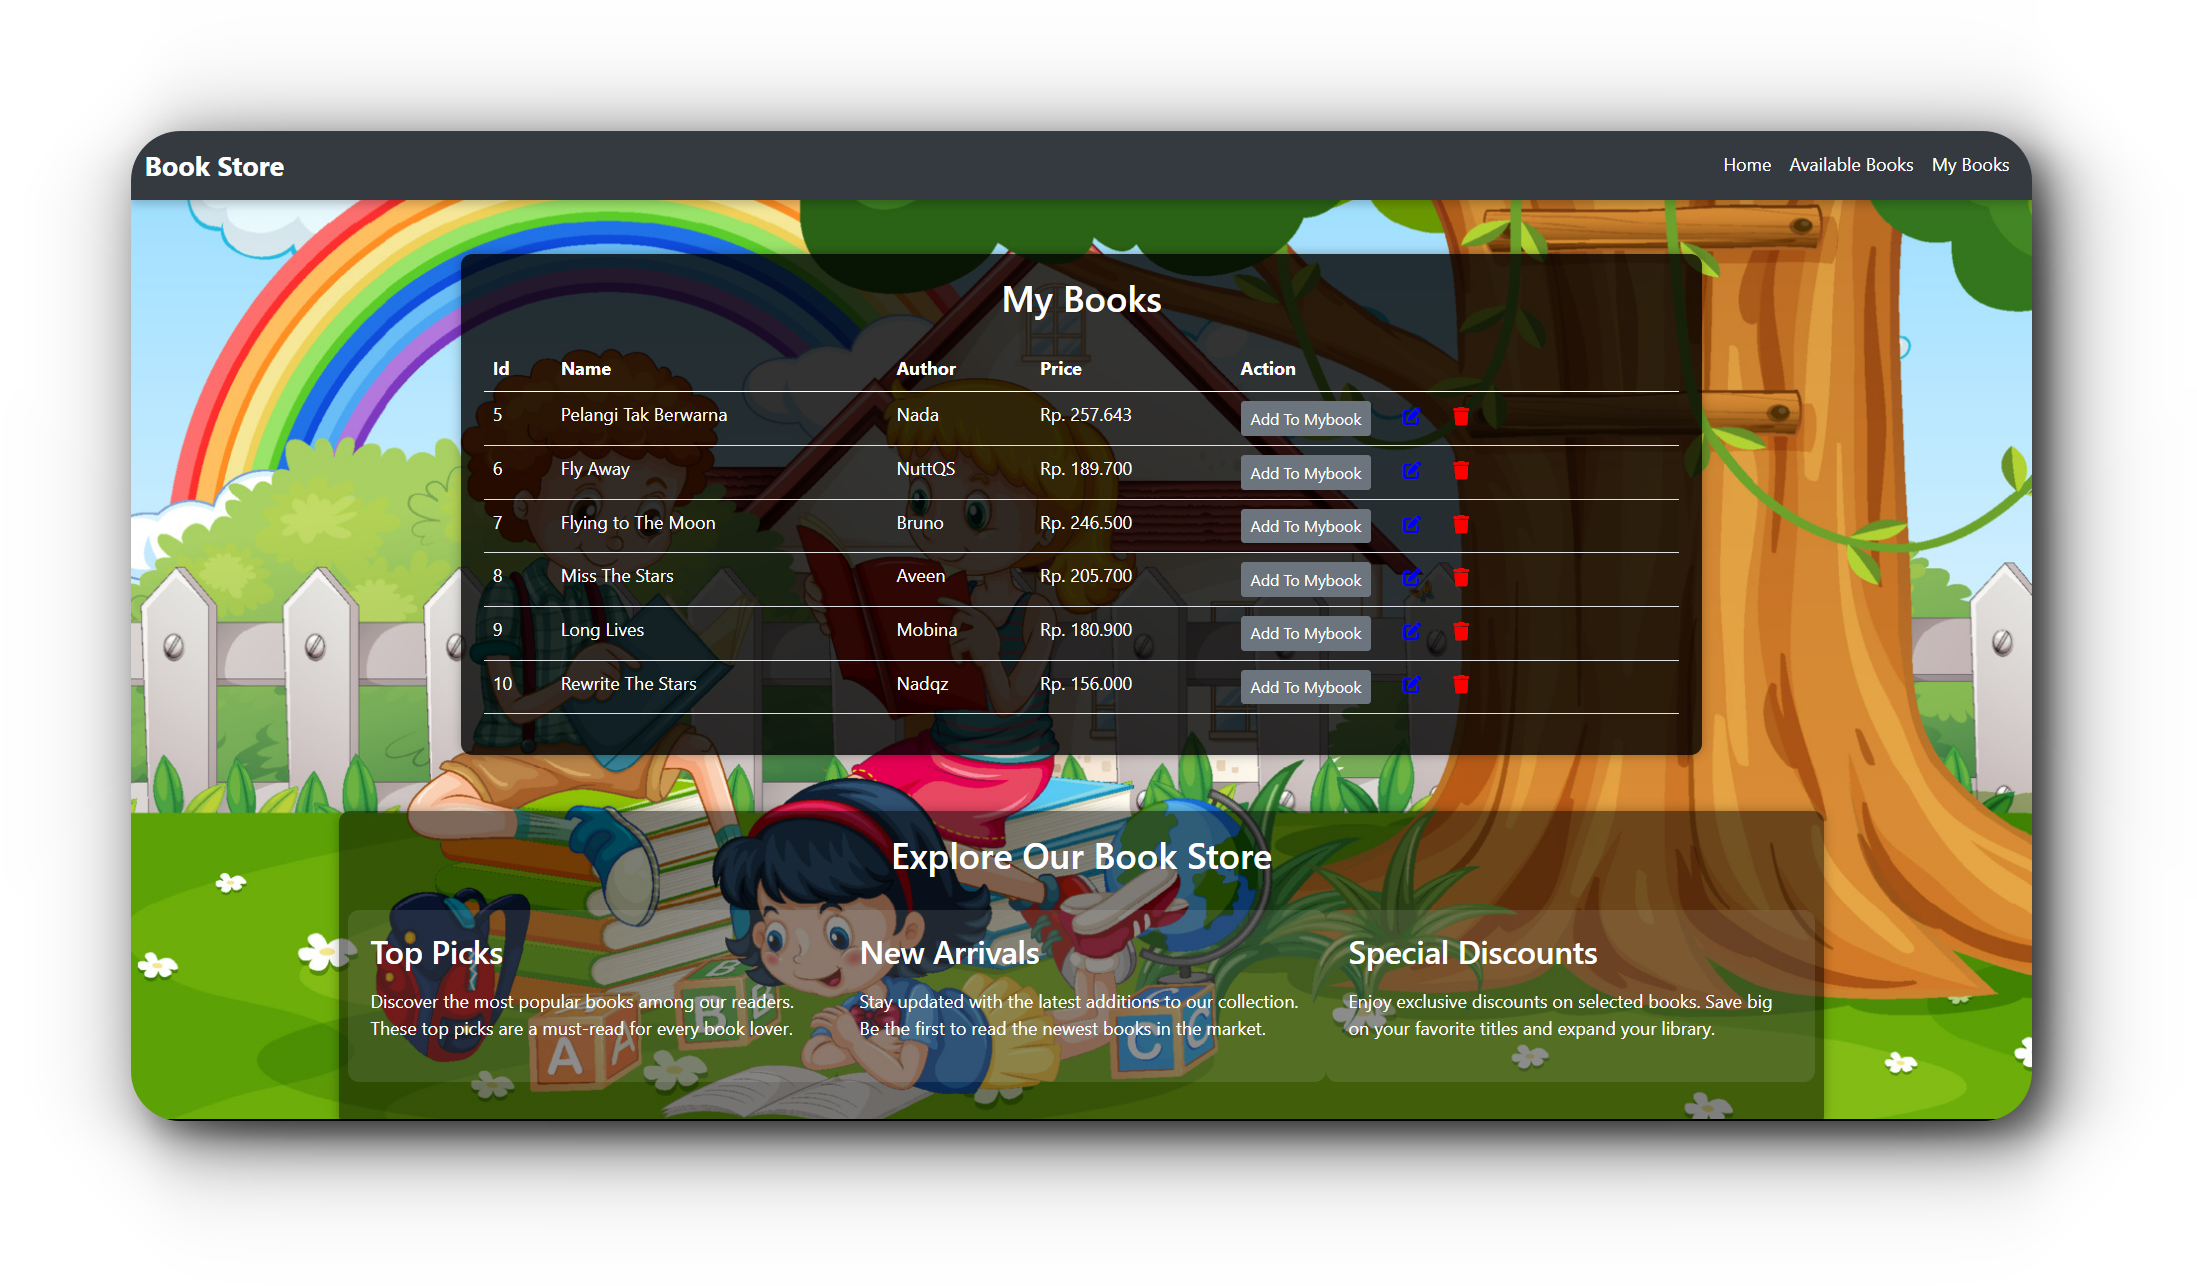 Book Store
Home Available Books My Books
My Books
Id Name Author Price Action
5 Pelangi Tak Berwarna Nada Rp. 257.643 Add To Mybook
6 Fly Away NuttQS Rp. 189.700 Add To Mybook
7 Flying to The Moon Bruno Rp. 246.500 Add To Mybook
8 Miss The Stars Aveen Rp. 205.700 Add To Mybook
9 Long Lives Mobina Rp. 180.900 Add To Mybook
10 Rewrite The Stars Nadqz Rp. 156.000 Add To Mybook
Explore Our Book Store
Top Picks
Discover the most popular books among our readers.
These top picks are a must-read for every book lover.
New Arrivals
Stay updated with the latest additions to our collection.
Be the first to read the newest books in the market.
Special Discounts
Enjoy exclusive discounts on selected books. Save big
on your favorite titles and expand your library.
A A
B B
C C